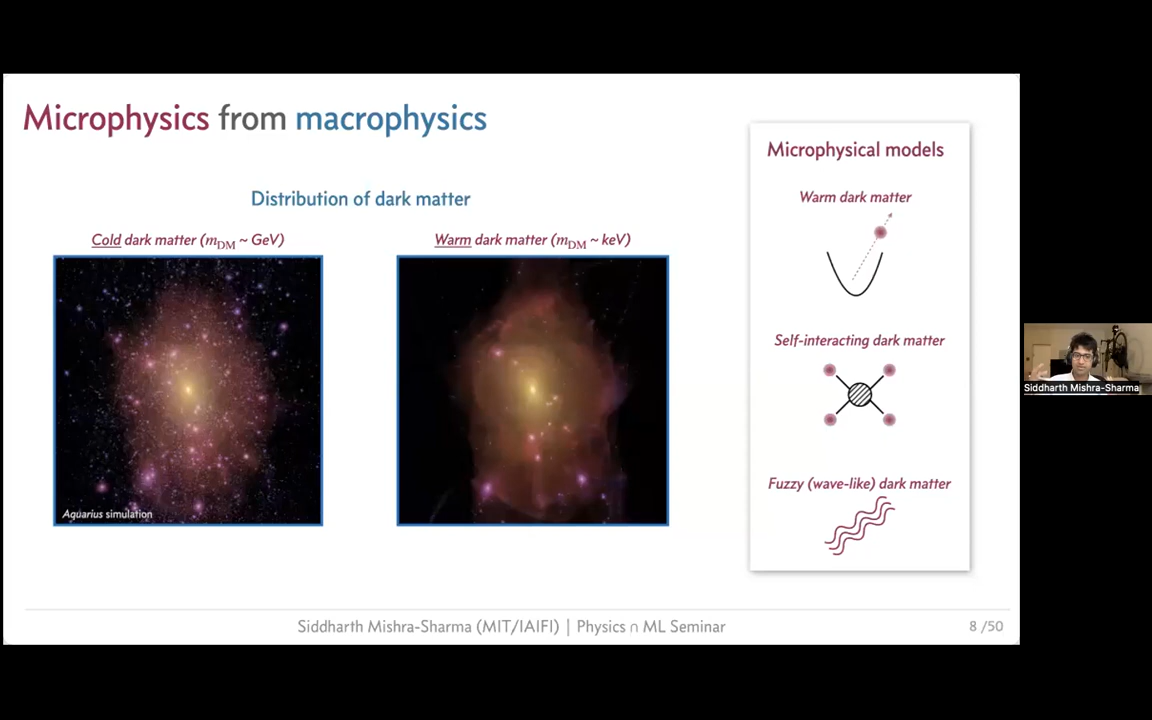 Microphysics from macrophysics
Distribution of dark matter
Cold dark matter (mDM ~ GeV)
Warm dark matter (mDM ~ keV)
Aquarius simulation
Microphysical models
Warm dark matter
Self-interacting dark matter
Fuzzy (wave-like) dark matter
Siddharth Mishra-Sharma
Siddharth Mishra-Sharma (MIT/IAIFI) | Physics ∩ ML Seminar
8 /50